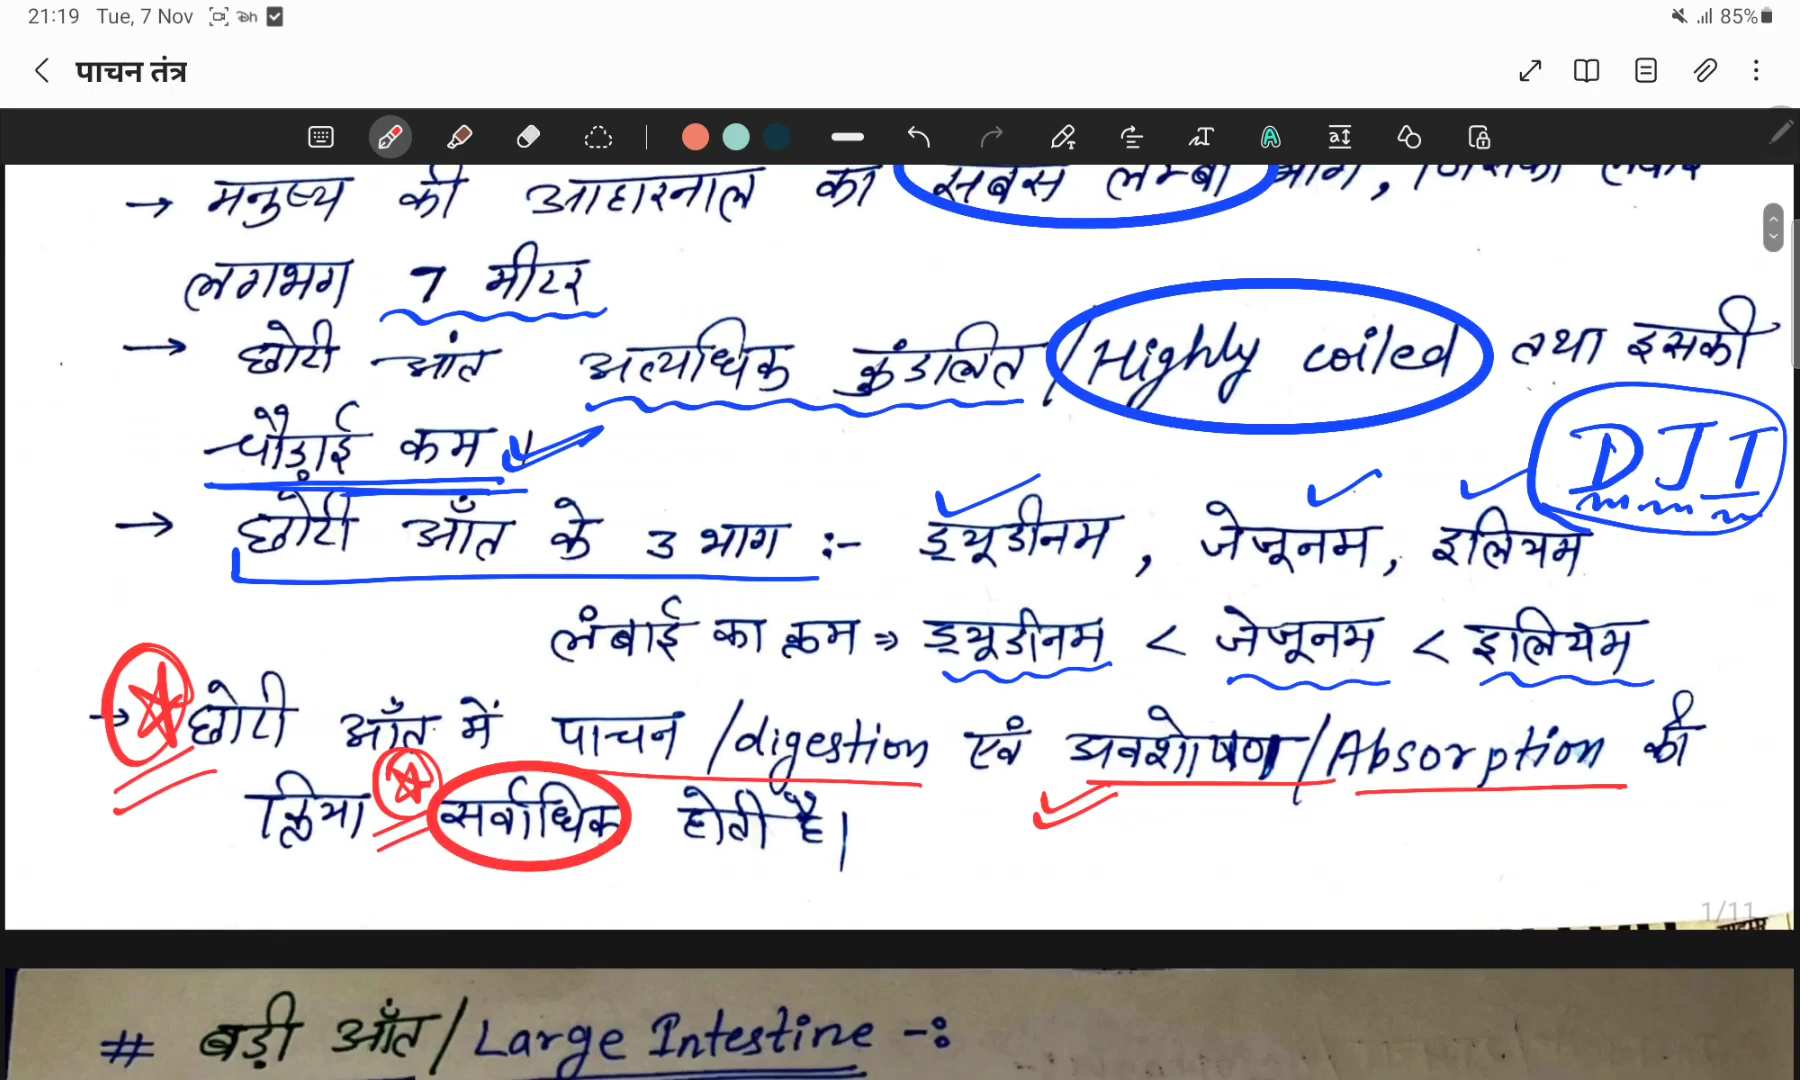 21:19 Tue, 7 Nov
85%
पाचन तंत्र
→ मनुष्य की आहारनाल का सबसे लम्बा भाग, जिसकी लंबाई
लगभग 7 मीटर
→ छोटी आंत अत्यधिक कुंडलित / Highly coiled तथा इसकी
चौड़ाई कम
DJI
→ छोटी आँत के 3 भाग :- ड्यूडीनम, जेजूनम, इलियम
लंबाई का क्रम ⇒ ड्यूडीनम < जेजूनम < इलियम
→ छोटी आँत में पाचन / digestion एवं अवशोषण / Absorption की
क्रिया सर्वाधिक होती है।
1/11
# बड़ी आँत / Large Intestine -: